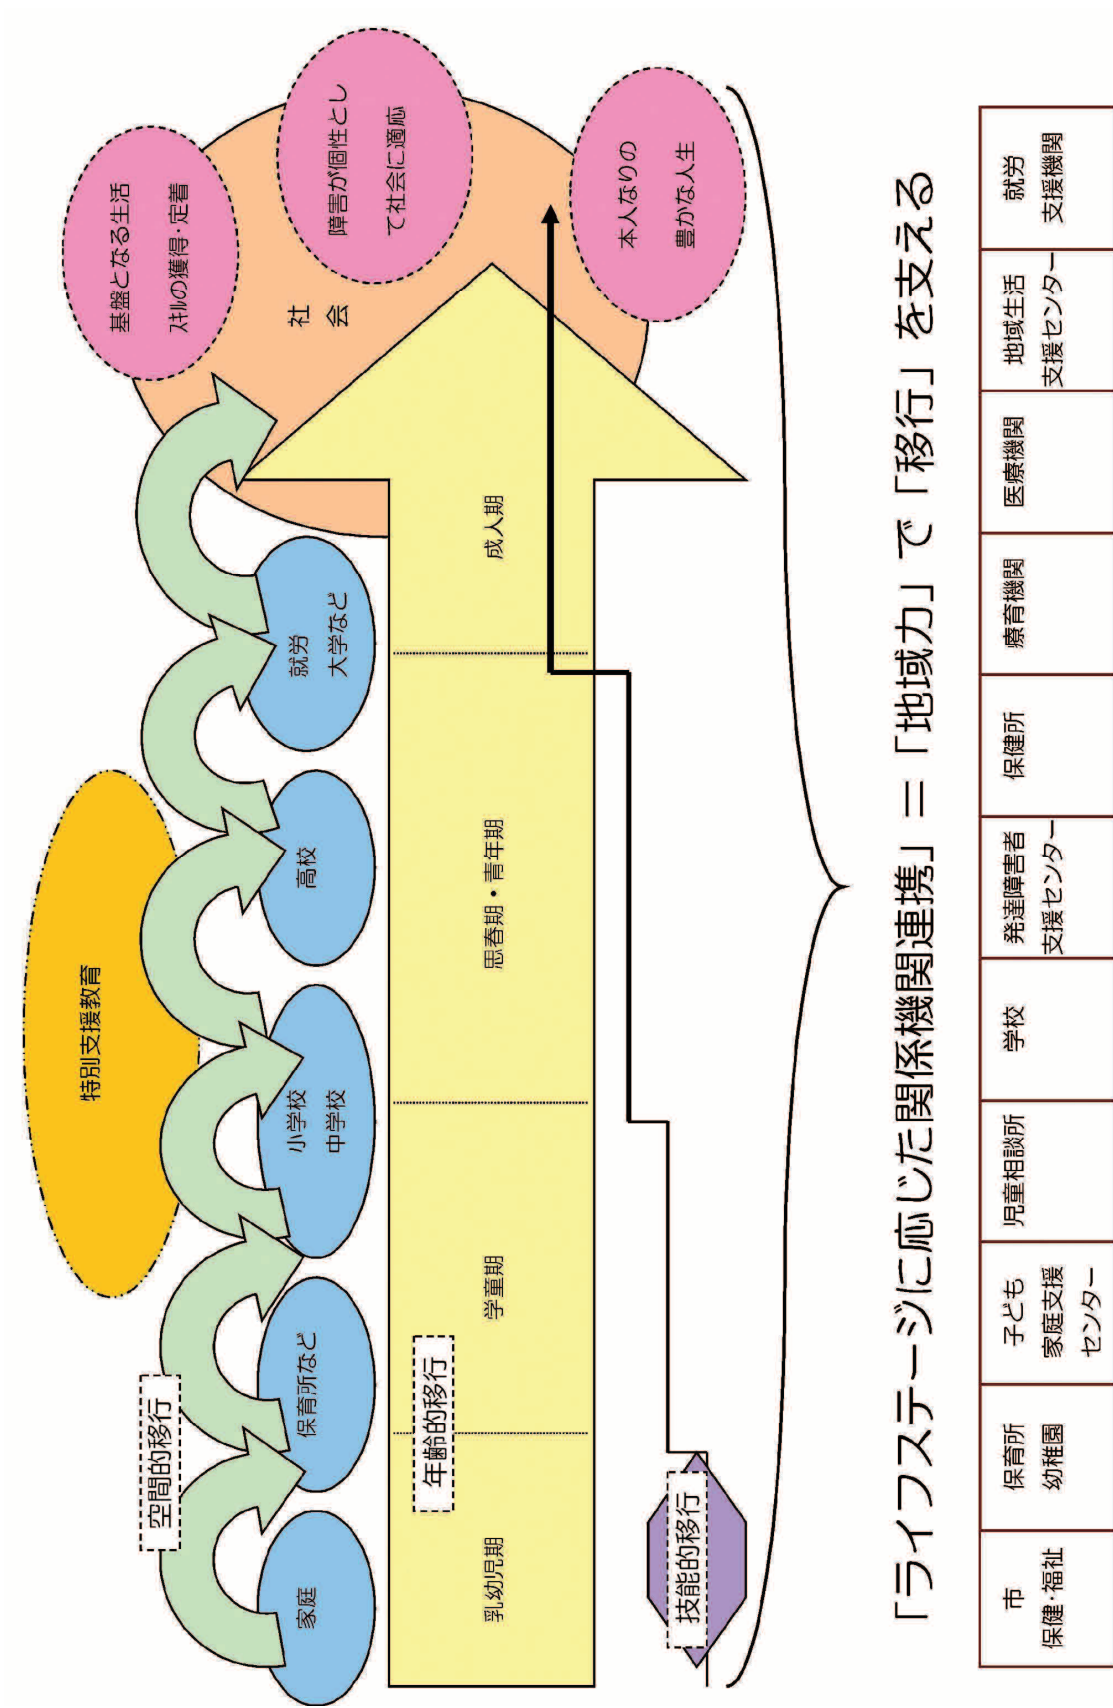 特別支援教育
空間的移行
家庭
保育所など
小学校
中学校
高校
就労
大学など
社
会
基盤となる生活
ｽｷﾙの獲得・定着
障害が個性とし
て社会に適応
本人なりの
豊かな人生
年齢的移行
乳幼児期
学童期
思春期・青年期
成人期
技能的移行
「ライフステージに応じた関係機関連携」＝「地域力」で「移行」を支える
市
保健・福祉
保育所
幼稚園
子ども
家庭支援
センター
児童相談所
学校
発達障害者
支援センター
保健所
療育機関
医療機関
地域生活
支援センター
就労
支援機関